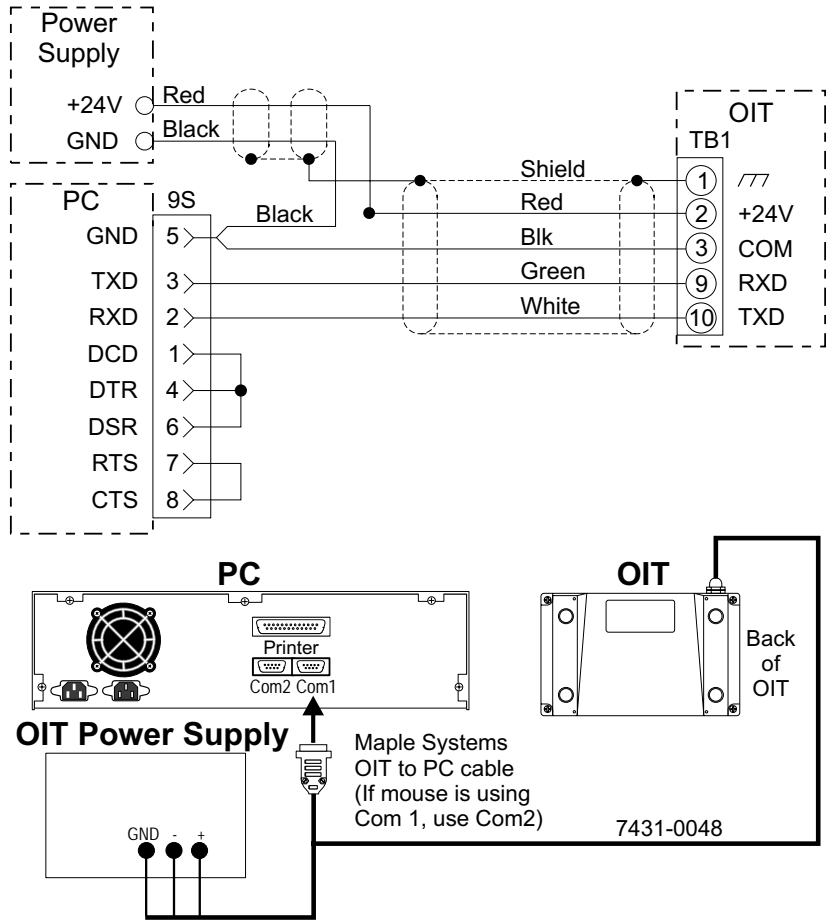 Power
Supply
+24V
Red
GND
Black
OIT
TB1
Shield
1
Red
2
+24V
Blk
3
COM
Green
9
RXD
White
10
TXD
PC
9S
GND
5
Black
TXD
3
RXD
2
DCD
1
DTR
4
DSR
6
RTS
7
CTS
8
PC
OIT
Printer
Com2 Com1
Back
of
OIT
OIT Power Supply
Maple Systems
OIT to PC cable
(If mouse is using
Com 1, use Com2)
7431-0048
GND - +